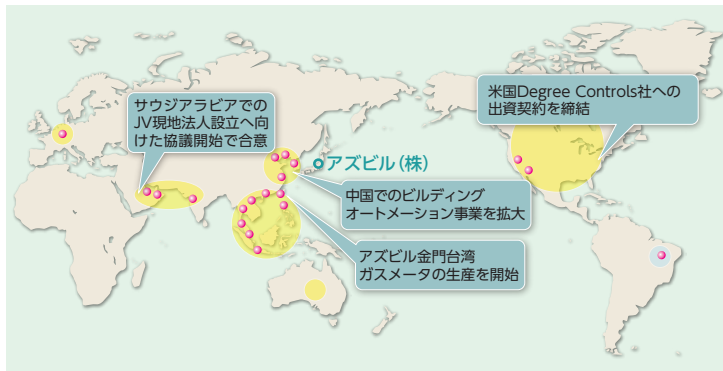 サウジアラビアでの
JV現地法人設立へ向
けた協議開始で合意
米国Degree Controls社への
出資契約を締結
アズビル(株)
中国でのビルディング
オートメーション事業を拡大
アズビル金門台湾
ガスメータの生産を開始